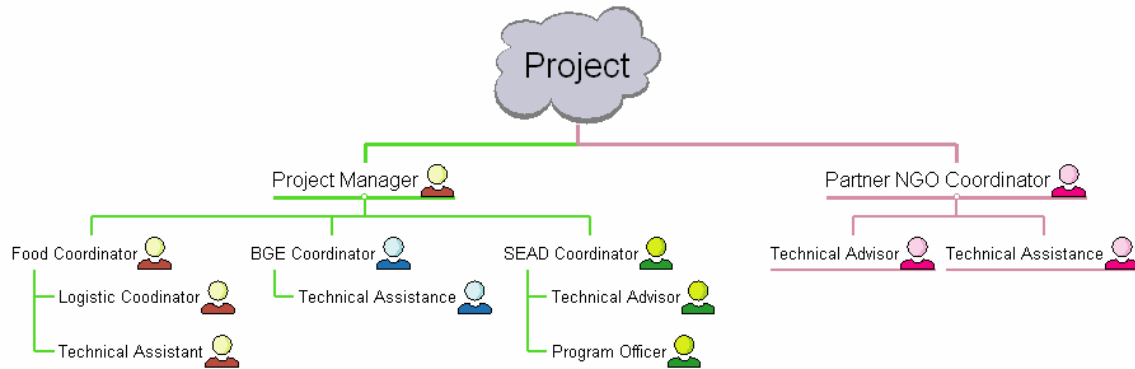 Project
Project Manager
Partner NGO Coordinator
Food Coordinator
BGE Coordinator
SEAD Coordinator
Technical Advisor
Technical Assistance
Logistic Coodinator
Technical Assistance
Technical Advisor
Technical Assistant
Program Officer